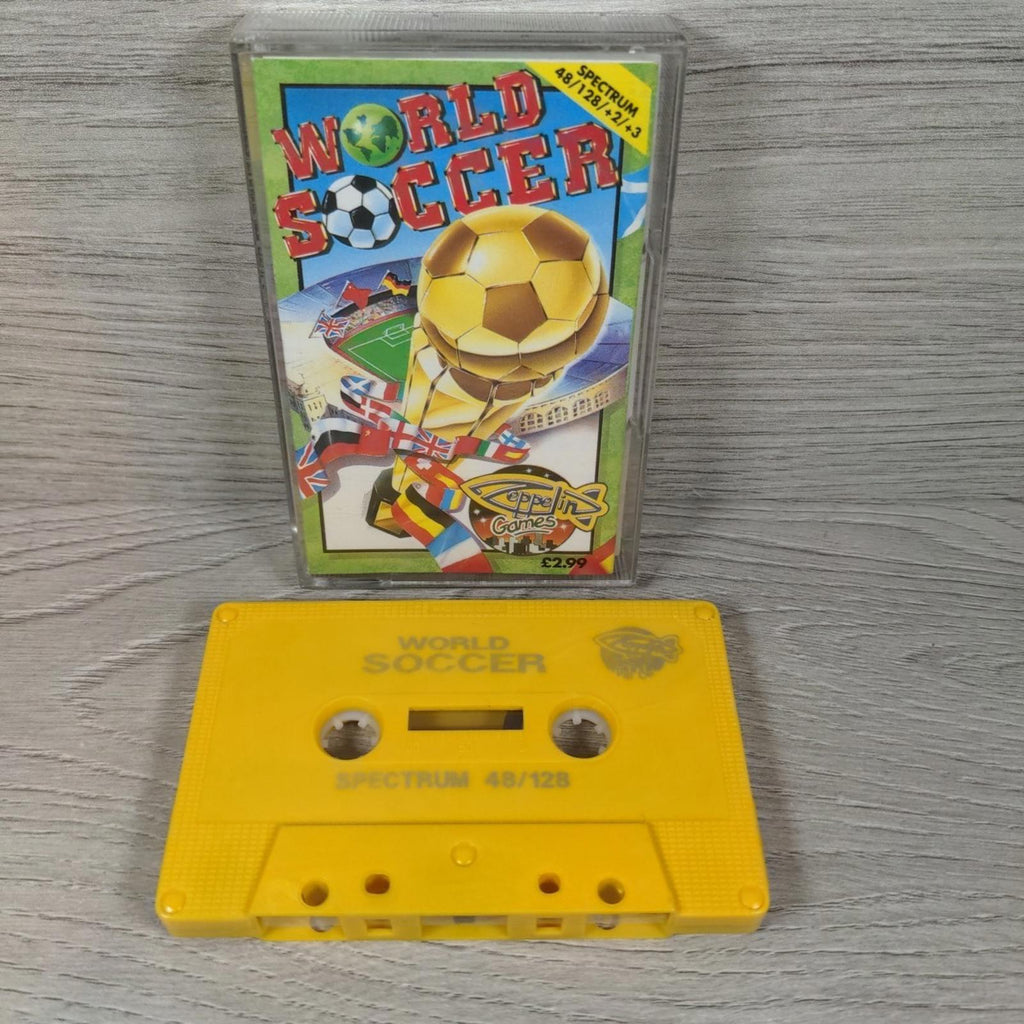 WORLD
SOCCER
SPECTRUM
48/128/+2/+3
Zeppelin
Games
£2.99
WORLD
SOCCER
SPECTRUM 48/128